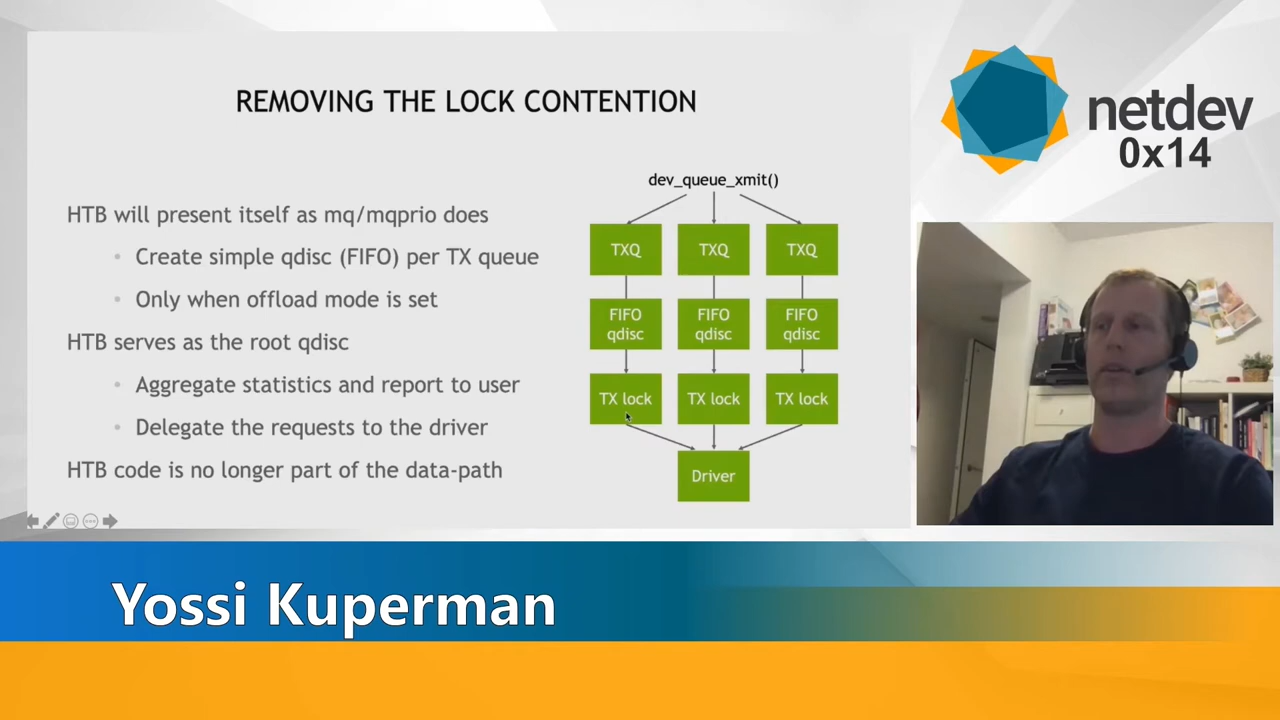 REMOVING THE LOCK CONTENTION
HTB will present itself as mq/mqprio does
• Create simple qdisc (FIFO) per TX queue
• Only when offload mode is set
HTB serves as the root qdisc
• Aggregate statistics and report to user
• Delegate the requests to the driver
HTB code is no longer part of the data-path
dev_queue_xmit()
TXQ TXQ TXQ
FIFO qdisc FIFO qdisc FIFO qdisc
TX lock TX lock TX lock
Driver
netdev
0x14
Yossi Kuperman